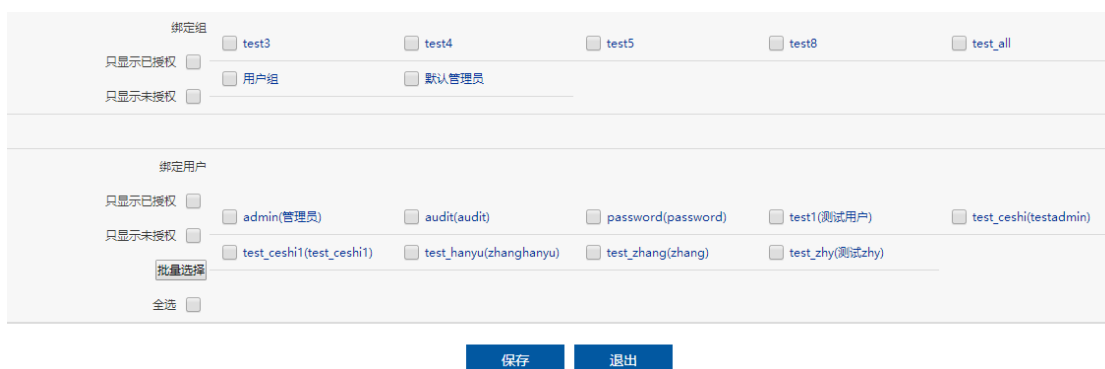 绑定组
test3 test4 test5 test8 test_all
只显示已授权
用户组 默认管理员
只显示未授权
绑定用户
只显示已授权
admin(管理员) audit(audit) password(password) test1(测试用户) test_ceshi(testadmin)
只显示未授权
test_ceshi1(test_ceshi1) test_hanyu(zhanghanyu) test_zhang(zhang) test_zhy(测试zhy)
批量选择
全选
保存 退出